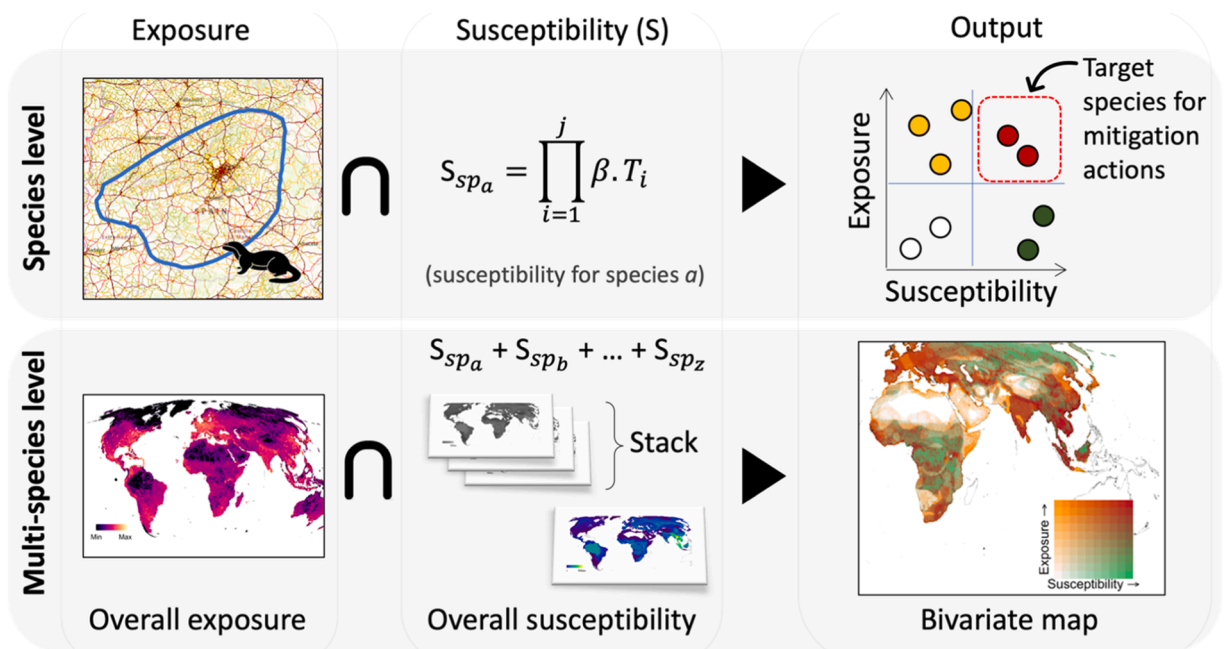 Exposure
Susceptibility (S)
Output
Species level
SPAIN
S_{sp_a} = \prod_{i=1}^{j} β.T_i
(susceptibility for species a)
Exposure
Susceptibility
Target
species for
mitigation
actions
Multi-species level
Min Max
Overall exposure
S_{sp_a} + S_{sp_b} + ... + S_{sp_z}
Stack
Overall susceptibility
Exposure →
Susceptibility →
Bivariate map